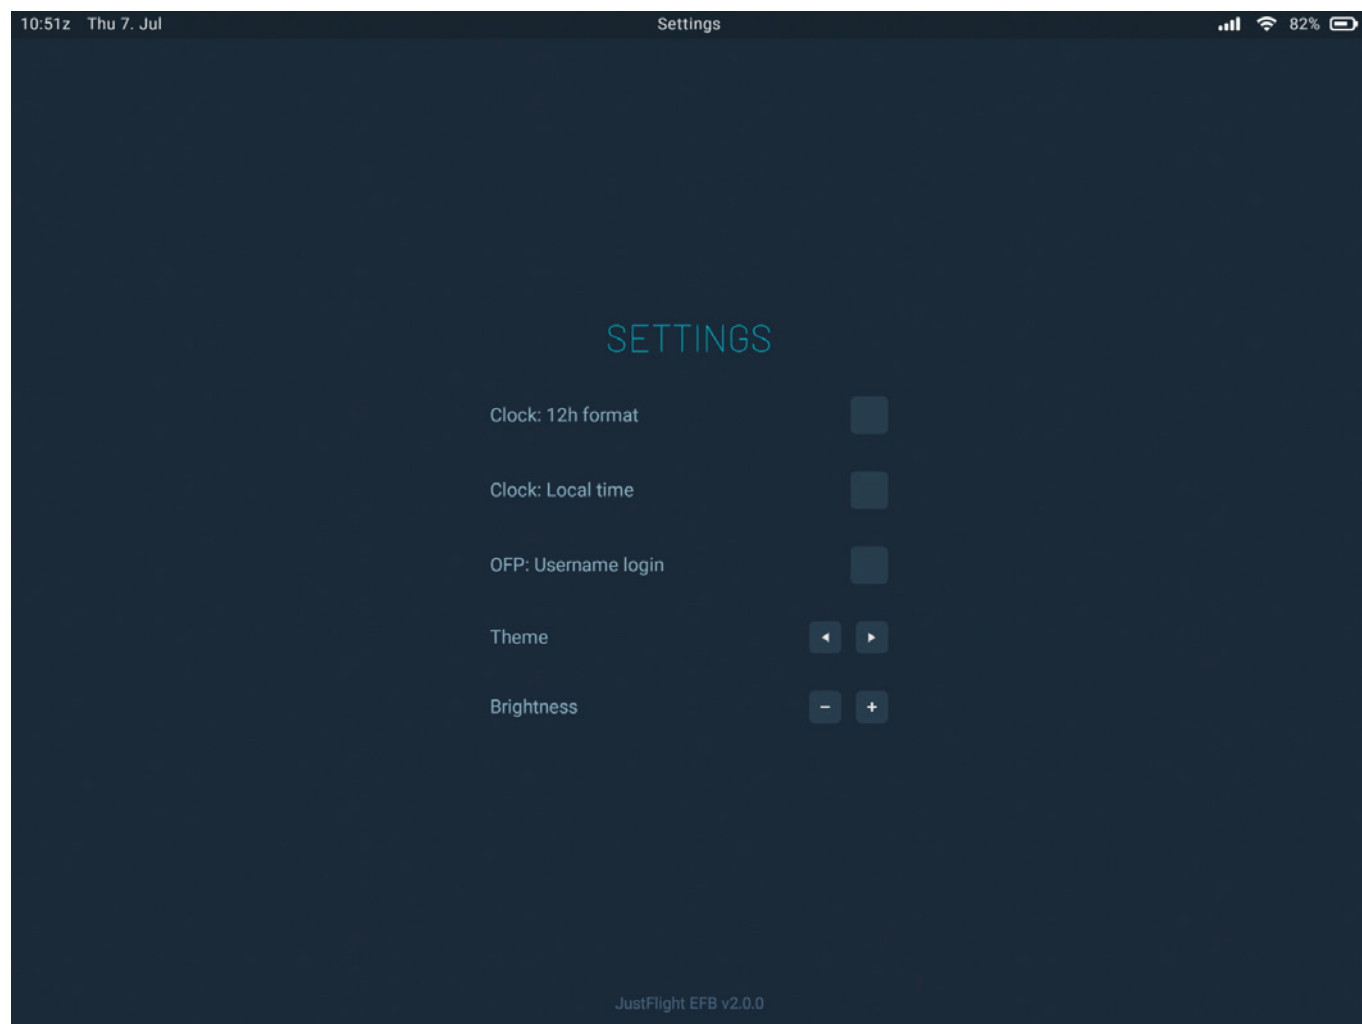 10:51z Thu 7. Jul Settings 82%
SETTINGS
Clock: 12h format
Clock: Local time
OFP: Username login
Theme
Brightness
JustFlight EFB v2.0.0